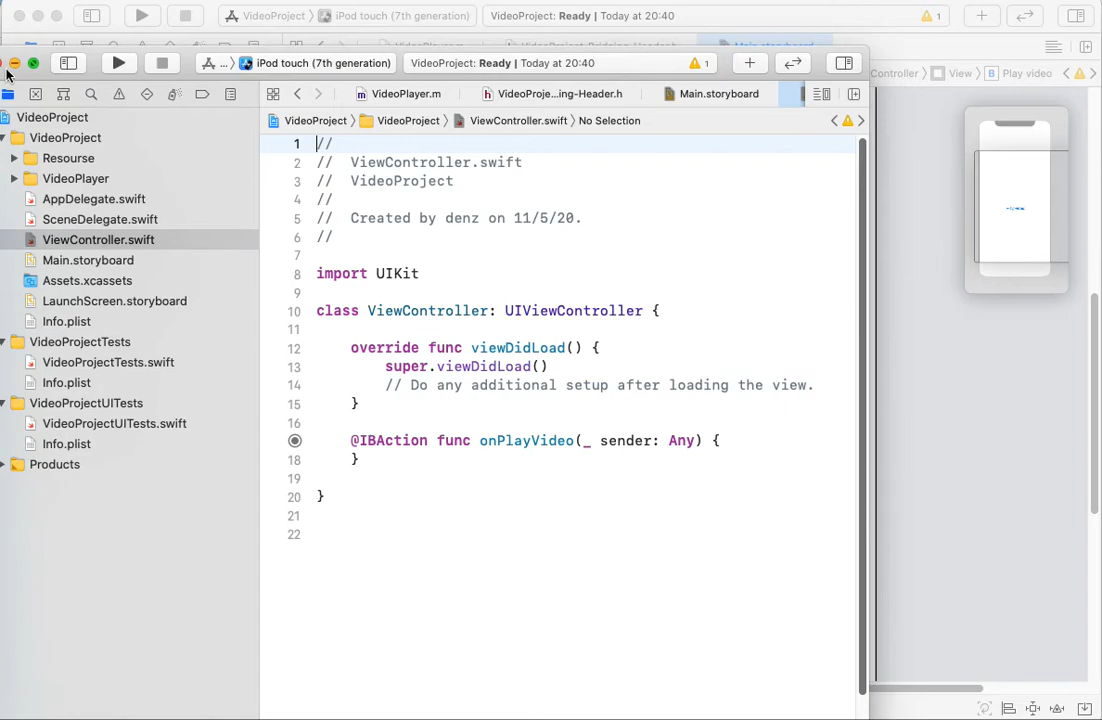 VideoProject
iPod touch (7th generation)
VideoProject: Ready | Today at 20:40
1
VideoPlayer.m
Main.storyboard
... iPod touch (7th generation)
VideoProject: Ready | Today at 20:40
1
VideoPlayer.m
VideoProje...ing-Header.h
Main.storyboard
Controller
View
B Play video
VideoProject
VideoProject
ViewController.swift
No Selection
VideoProject
VideoProject
Resourse
VideoPlayer
AppDelegate.swift
SceneDelegate.swift
ViewController.swift
Main.storyboard
Assets.xcassets
LaunchScreen.storyboard
Info.plist
VideoProjectTests
VideoProjectTests.swift
Info.plist
VideoProjectUITests
VideoProjectUITests.swift
Info.plist
Products
1 //
2 //  ViewController.swift
3 //  VideoProject
4 //
5 //  Created by denz on 11/5/20.
6 //
7
8 import UIKit
9
10 class ViewController: UIViewController {
11
12     override func viewDidLoad() {
13         super.viewDidLoad()
14         // Do any additional setup after loading the view.
15     }
16
@IBAction func onPlayVideo(_ sender: Any) {
18     }
19
20 }
21
22